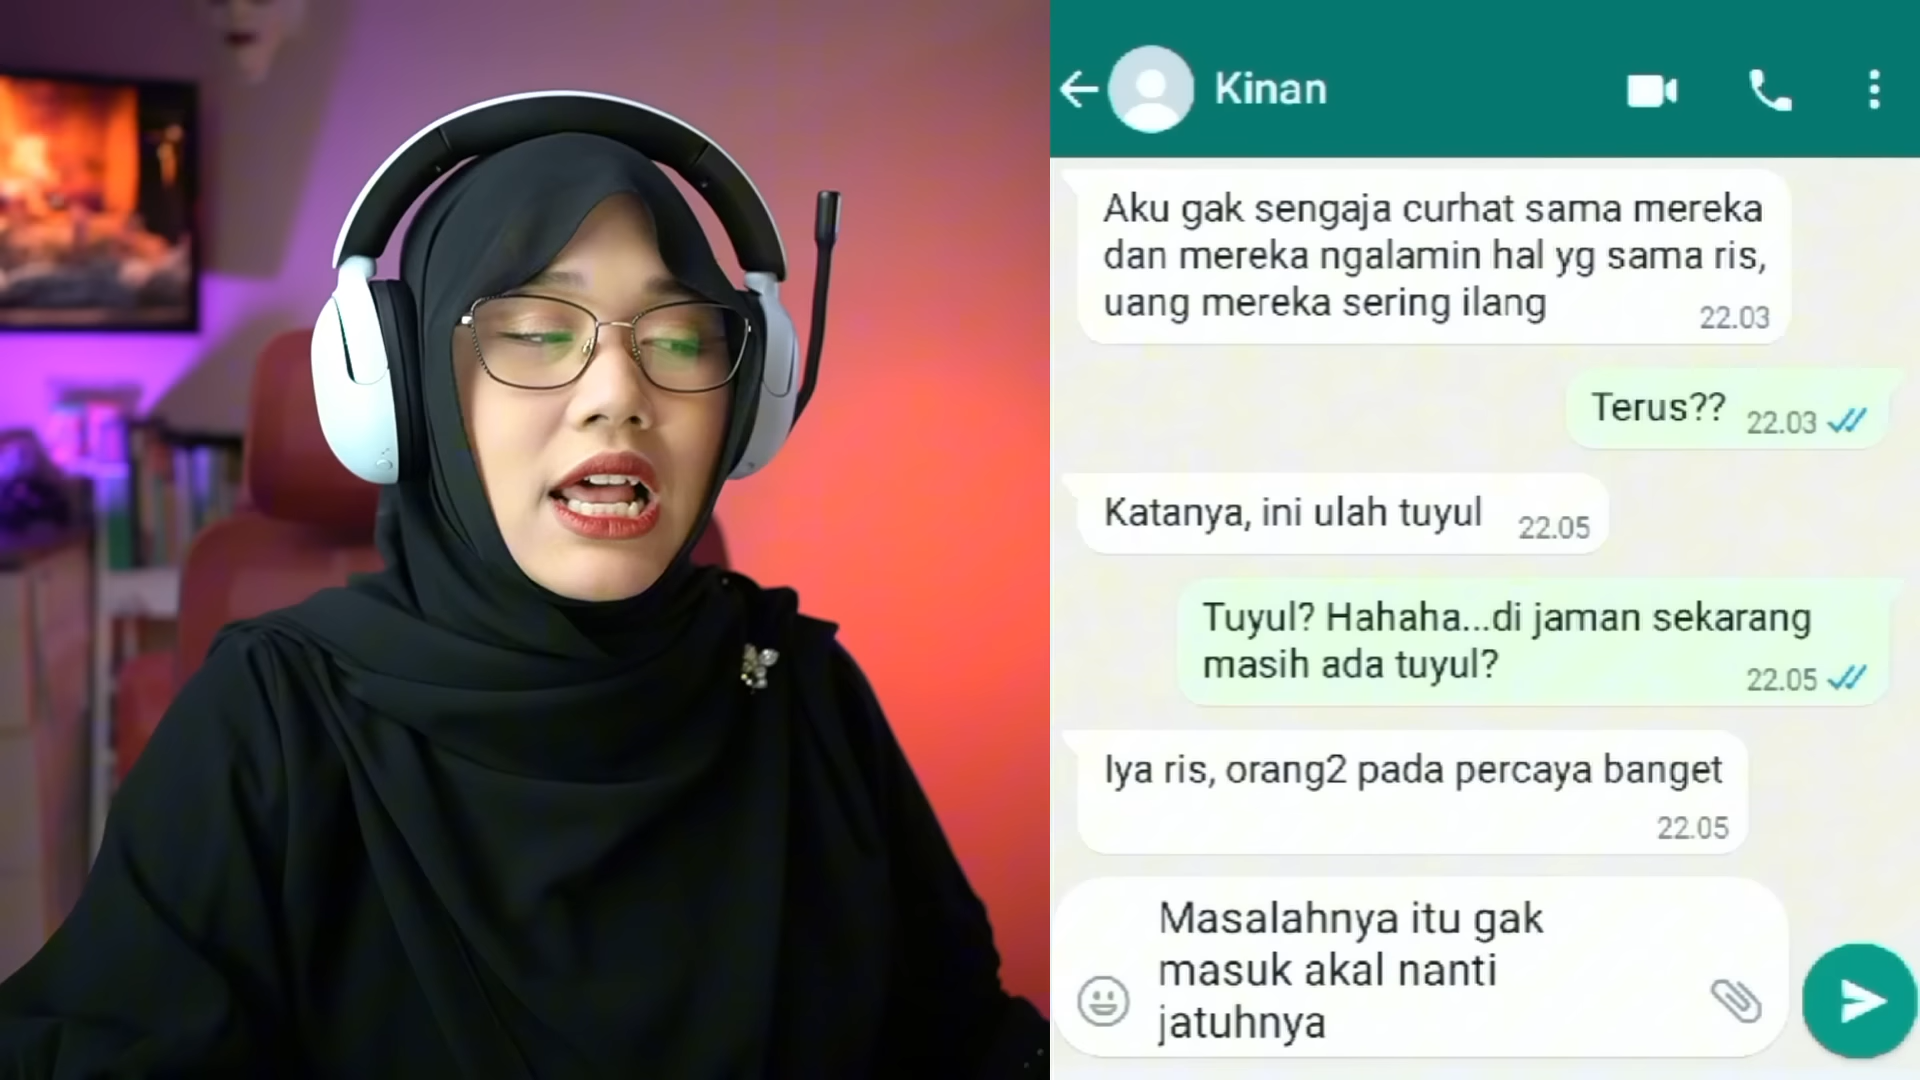 Kinan
Aku gak sengaja curhat sama mereka
dan mereka ngalamin hal yg sama ris,
uang mereka sering ilang
22.03
Terus??
22.03
Katanya, ini ulah tuyul
22.05
Tuyul? Hahaha...di jaman sekarang
masih ada tuyul?
22.05
Iya ris, orang2 pada percaya banget
22.05
Masalahnya itu gak
masuk akal nanti
jatuhnya